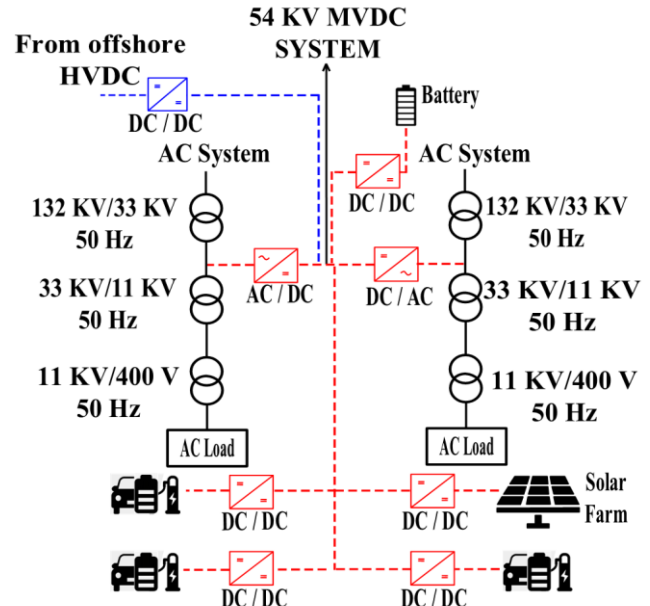 54 KV MVDC
SYSTEM
From offshore
HVDC
DC / DC
Battery
AC System
AC System
DC / DC
132 KV/33 KV
50 Hz
132 KV/33 KV
50 Hz
AC / DC
DC / AC
33 KV/11 KV
50 Hz
33 KV/11 KV
50 Hz
11 KV/400 V
50 Hz
11 KV/400 V
50 Hz
AC Load
AC Load
DC / DC
DC / DC
Solar
Farm
DC / DC
DC / DC